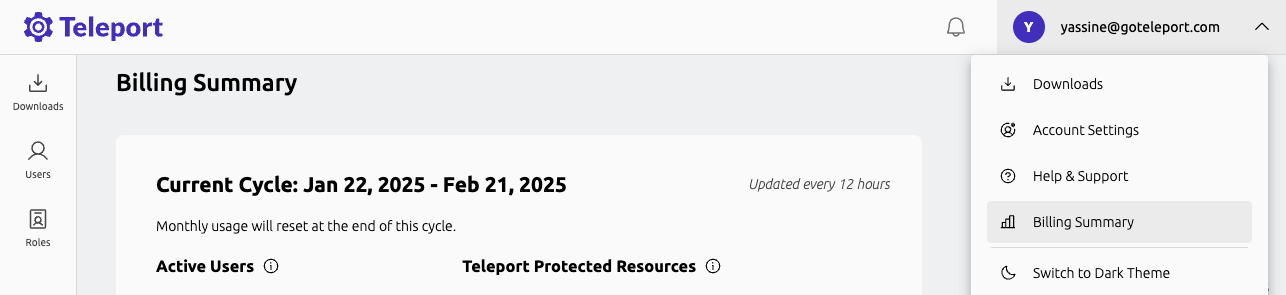 Teleport
Y
yassine@goteleport.com
Downloads
Users
Roles
Billing Summary
Current Cycle: Jan 22, 2025 - Feb 21, 2025
Updated every 12 hours
Monthly usage will reset at the end of this cycle.
Active Users
Teleport Protected Resources
Downloads
Account Settings
Help & Support
Billing Summary
Switch to Dark Theme